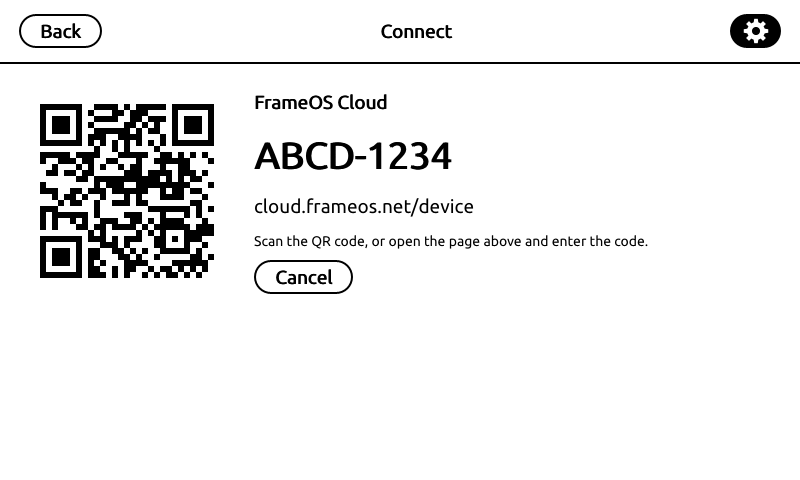 Back
Connect
FrameOS Cloud
ABCD-1234
cloud.frameos.net/device
Scan the QR code, or open the page above and enter the code.
Cancel